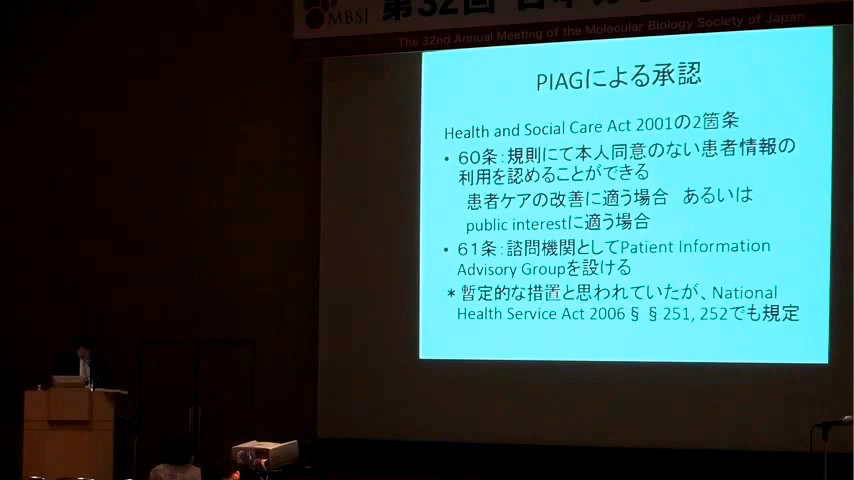 MBSJ
第32回 日本分子
The 32nd Annual Meeting of the Molecular Biology Society of Japan
PIAGによる承認
Health and Social Care Act 2001の2箇条
・ 60条：規則にて本人同意のない患者情報の
利用を認めることができる
患者ケアの改善に適う場合　あるいは
public interestに適う場合
・ 61条：諮問機関としてPatient Information
Advisory Groupを設ける
＊暫定的な措置と思われていたが、National
Health Service Act 2006 § §251, 252でも規定